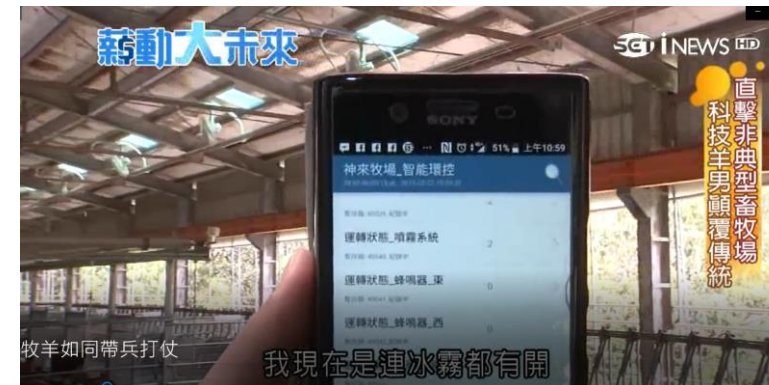 薪動大未來
SETiNEWS HD
直擊非典型畜牧場
科技羊男顛覆傳統
SONY
51% 上午10:59
神來牧場_智能環控
運轉狀態_噴霧系統
2
運轉狀態_蜂鳴器_東
0
運轉狀態_蜂鳴器_西
0
牧羊如同帶兵打仗
我現在是連冰霧都有開